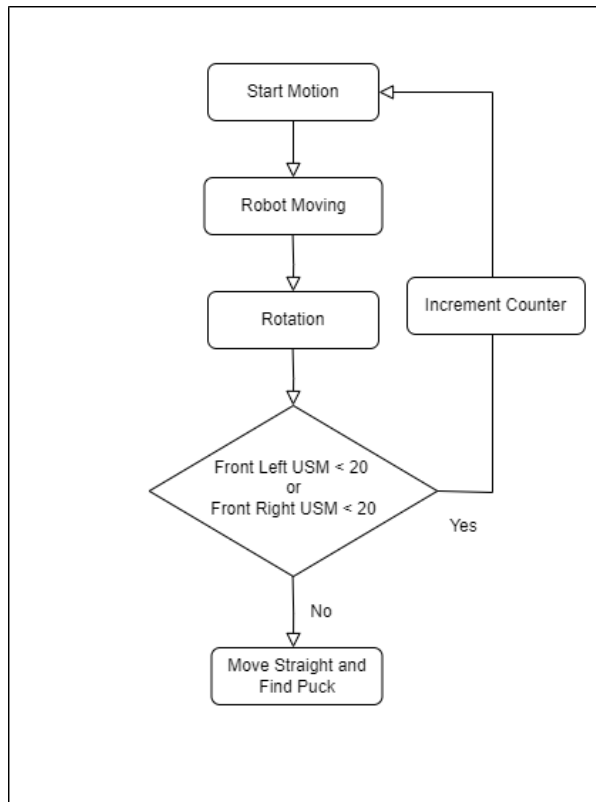 Start Motion
Robot Moving
Rotation
Increment Counter
Front Left USM < 20
or
Front Right USM < 20
Yes
No
Move Straight and
Find Puck